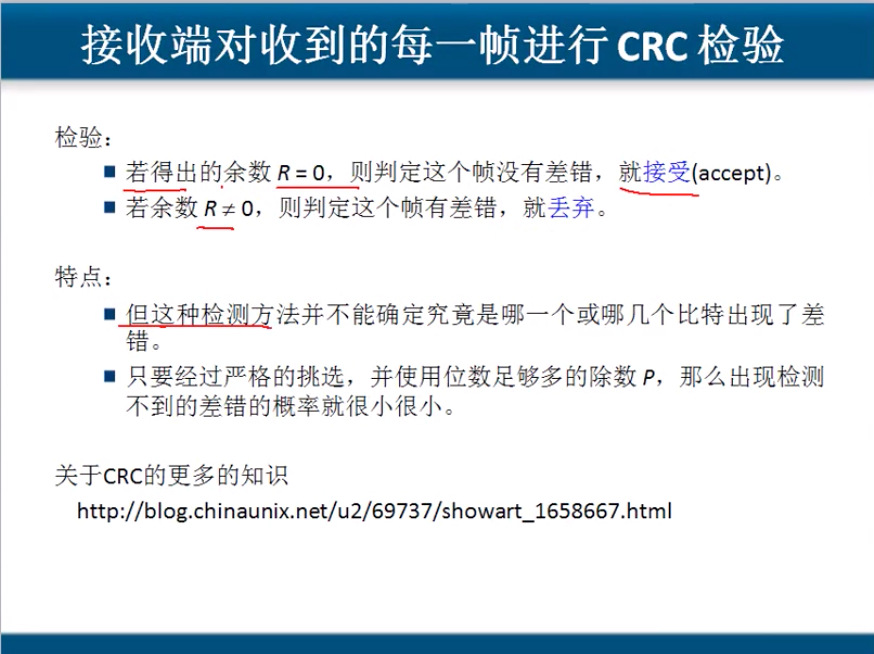 接收端对收到的每一帧进行 CRC 检验
检验：
若得出的余数 R = 0，则判定这个帧没有差错，就接受(accept)。
若余数 R ≠ 0，则判定这个帧有差错，就丢弃。
特点：
但这种检测方法并不能确定究竟是哪一个或哪几个比特出现了差
错。
只要经过严格的挑选，并使用位数足够多的除数 P，那么出现检测
不到的差错的概率就很小很小。
关于CRC的更多的知识
http://blog.chinaunix.net/u2/69737/showart_1658667.html